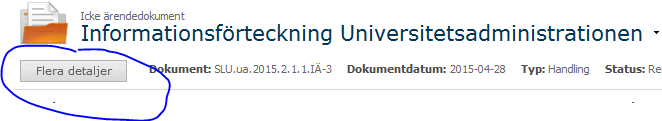 Icke ärendedokument
Informationsförteckning Universitetsadministrationen
Flera detaljer Dokument: SLU.ua.2015.2.1.1.IÄ-3 Dokumentdatum: 2015-04-28 Typ: Handling Status: Re